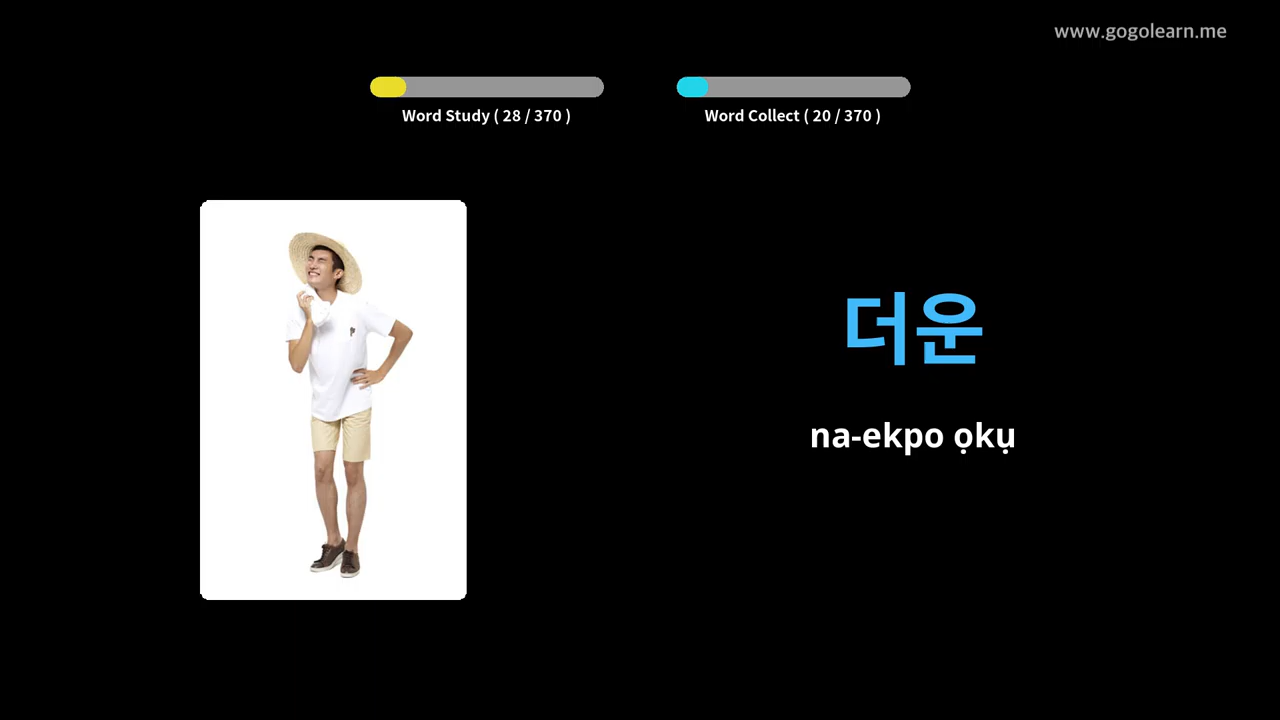 www.gogolearn.me
Word Study ( 28 / 370 )
Word Collect ( 20 / 370 )
더운
na-ekpo ọkụ